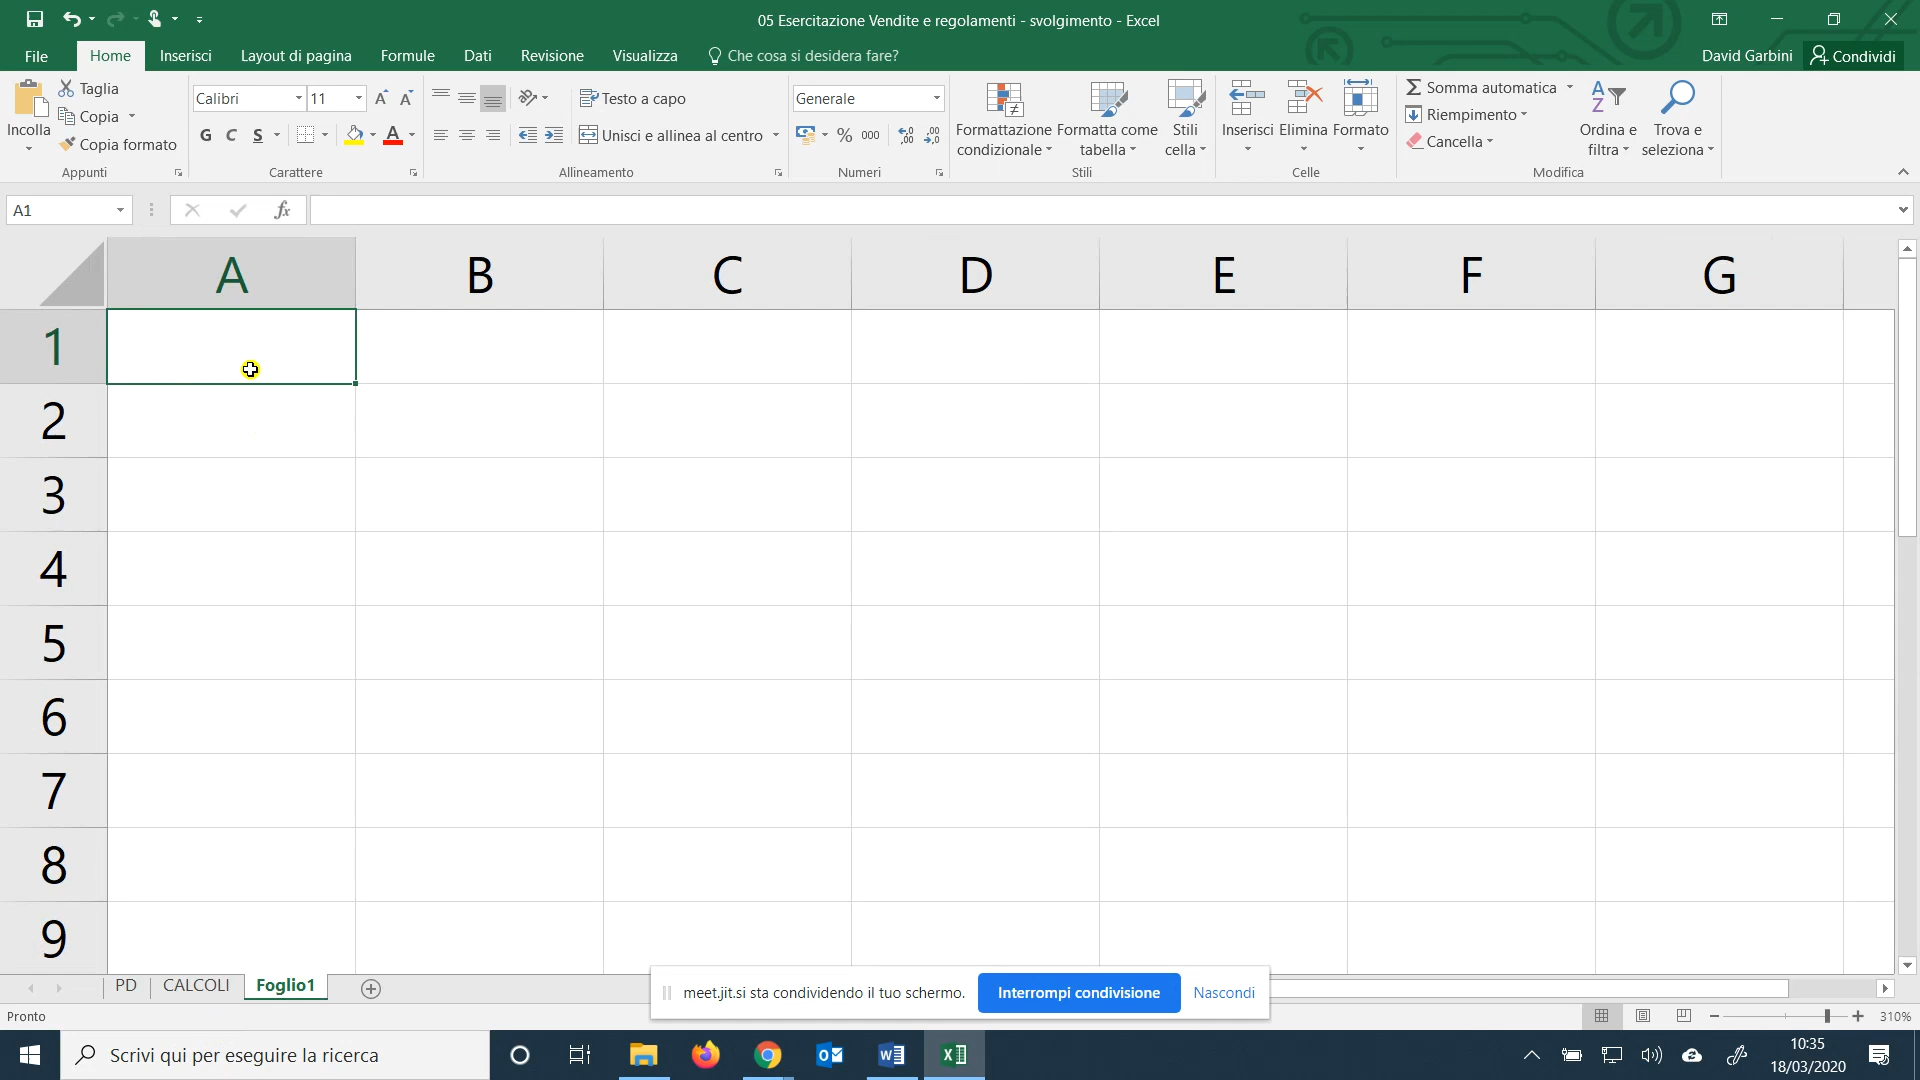 05 Esercitazione Vendite e regolamenti - svolgimento - Excel
File Home Inserisci Layout di pagina Formule Dati Revisione Visualizza Che cosa si desidera fare? David Garbini Condividi
Incolla
Taglia
Copia
Copia formato
Appunti
Calibri 11
G C S A
Carattere
Testo a capo
Unisci e allinea al centro
Allineamento
Generale
% 000
Numeri
Formattazione condizionale
Formatta come tabella
Stili cella
Stili
Inserisci Elimina Formato
Celle
Somma automatica
Riempimento
Cancella
Ordina e filtra
Trova e seleziona
Modifica
A1 fx
A B C D E F G
1
2
3
4
5
6
7
8
9
PD CALCOLI Foglio1
meet.jit.si sta condividendo il tuo schermo. Interrompi condivisione Nascondi
Pronto 310%
Scrivi qui per eseguire la ricerca
10:35
18/03/2020